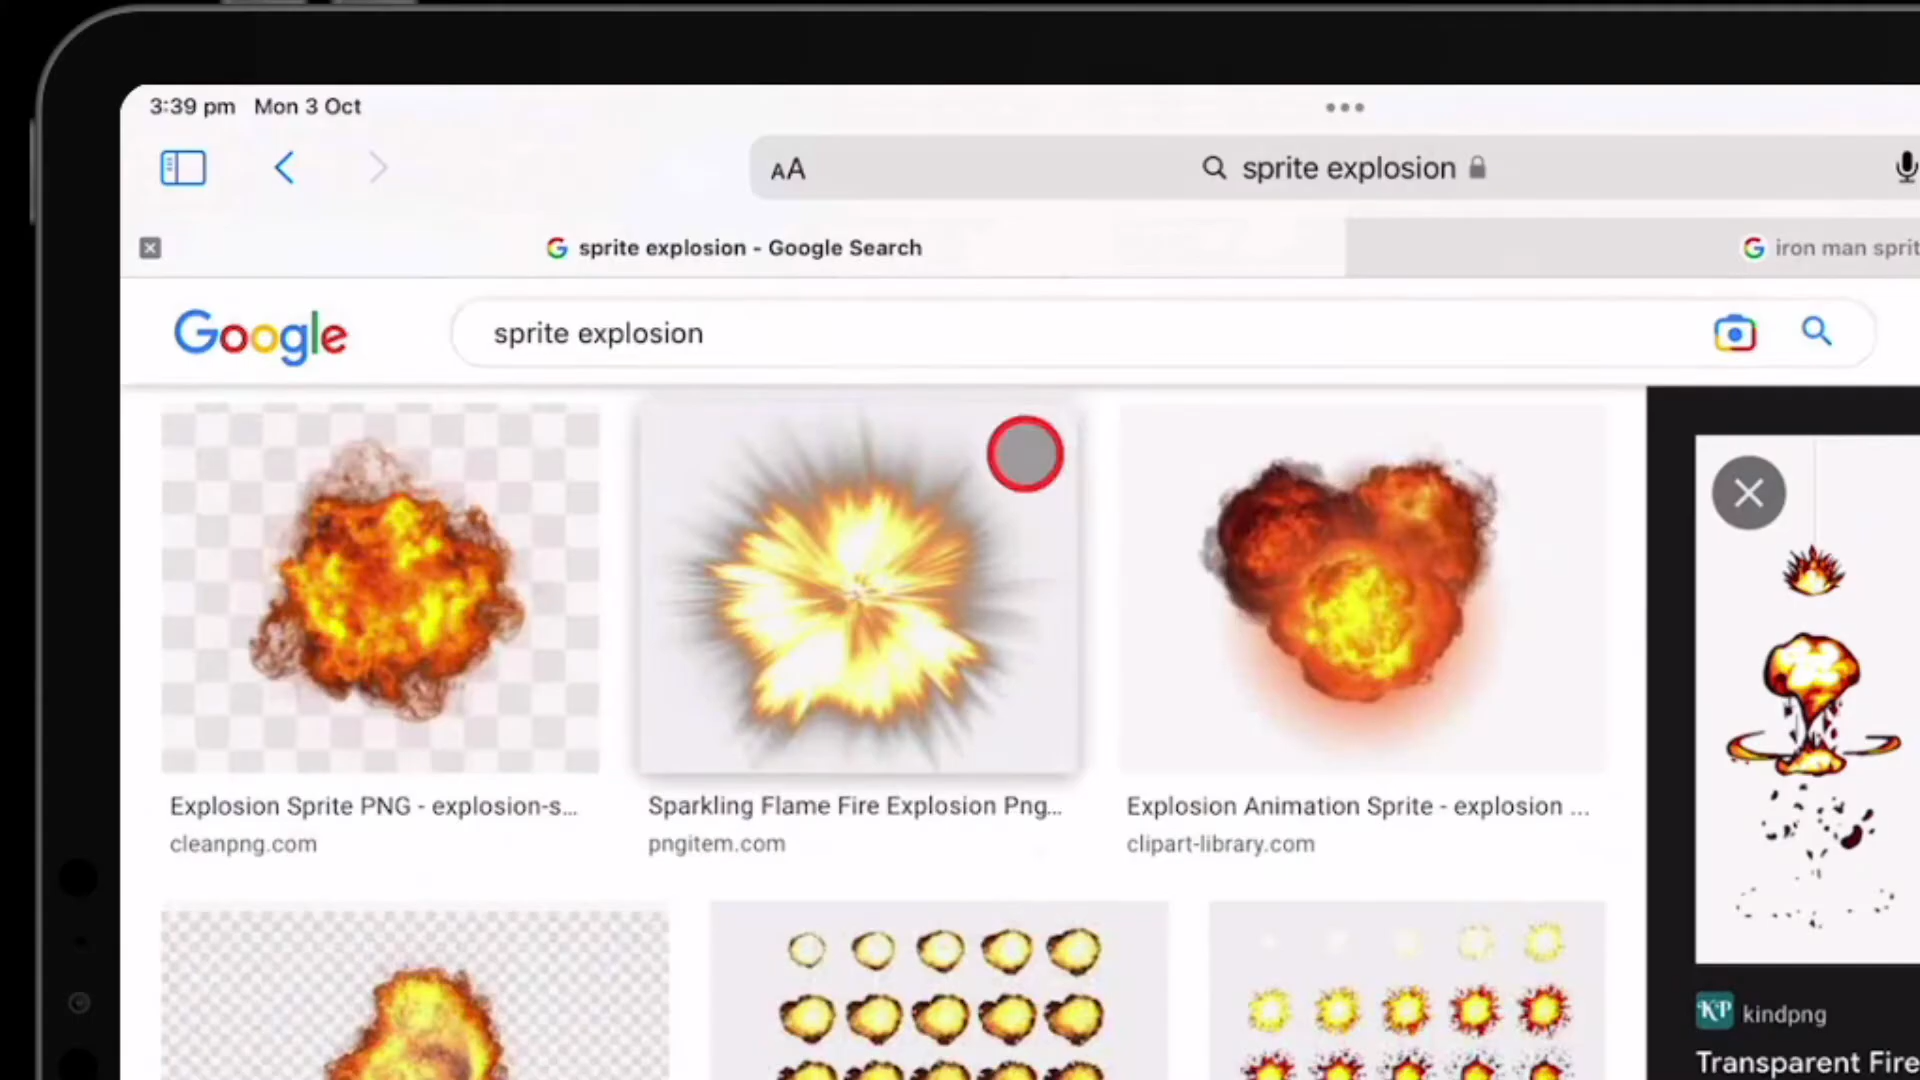 3:39 pm Mon 3 Oct
AA sprite explosion
sprite explosion - Google Search
iron man sprit
Google sprite explosion
Explosion Sprite PNG - explosion-s...
cleanpng.com
Sparkling Flame Fire Explosion Png...
pngitem.com
Explosion Animation Sprite - explosion ...
clipart-library.com
KP kindpng
Transparent Fire